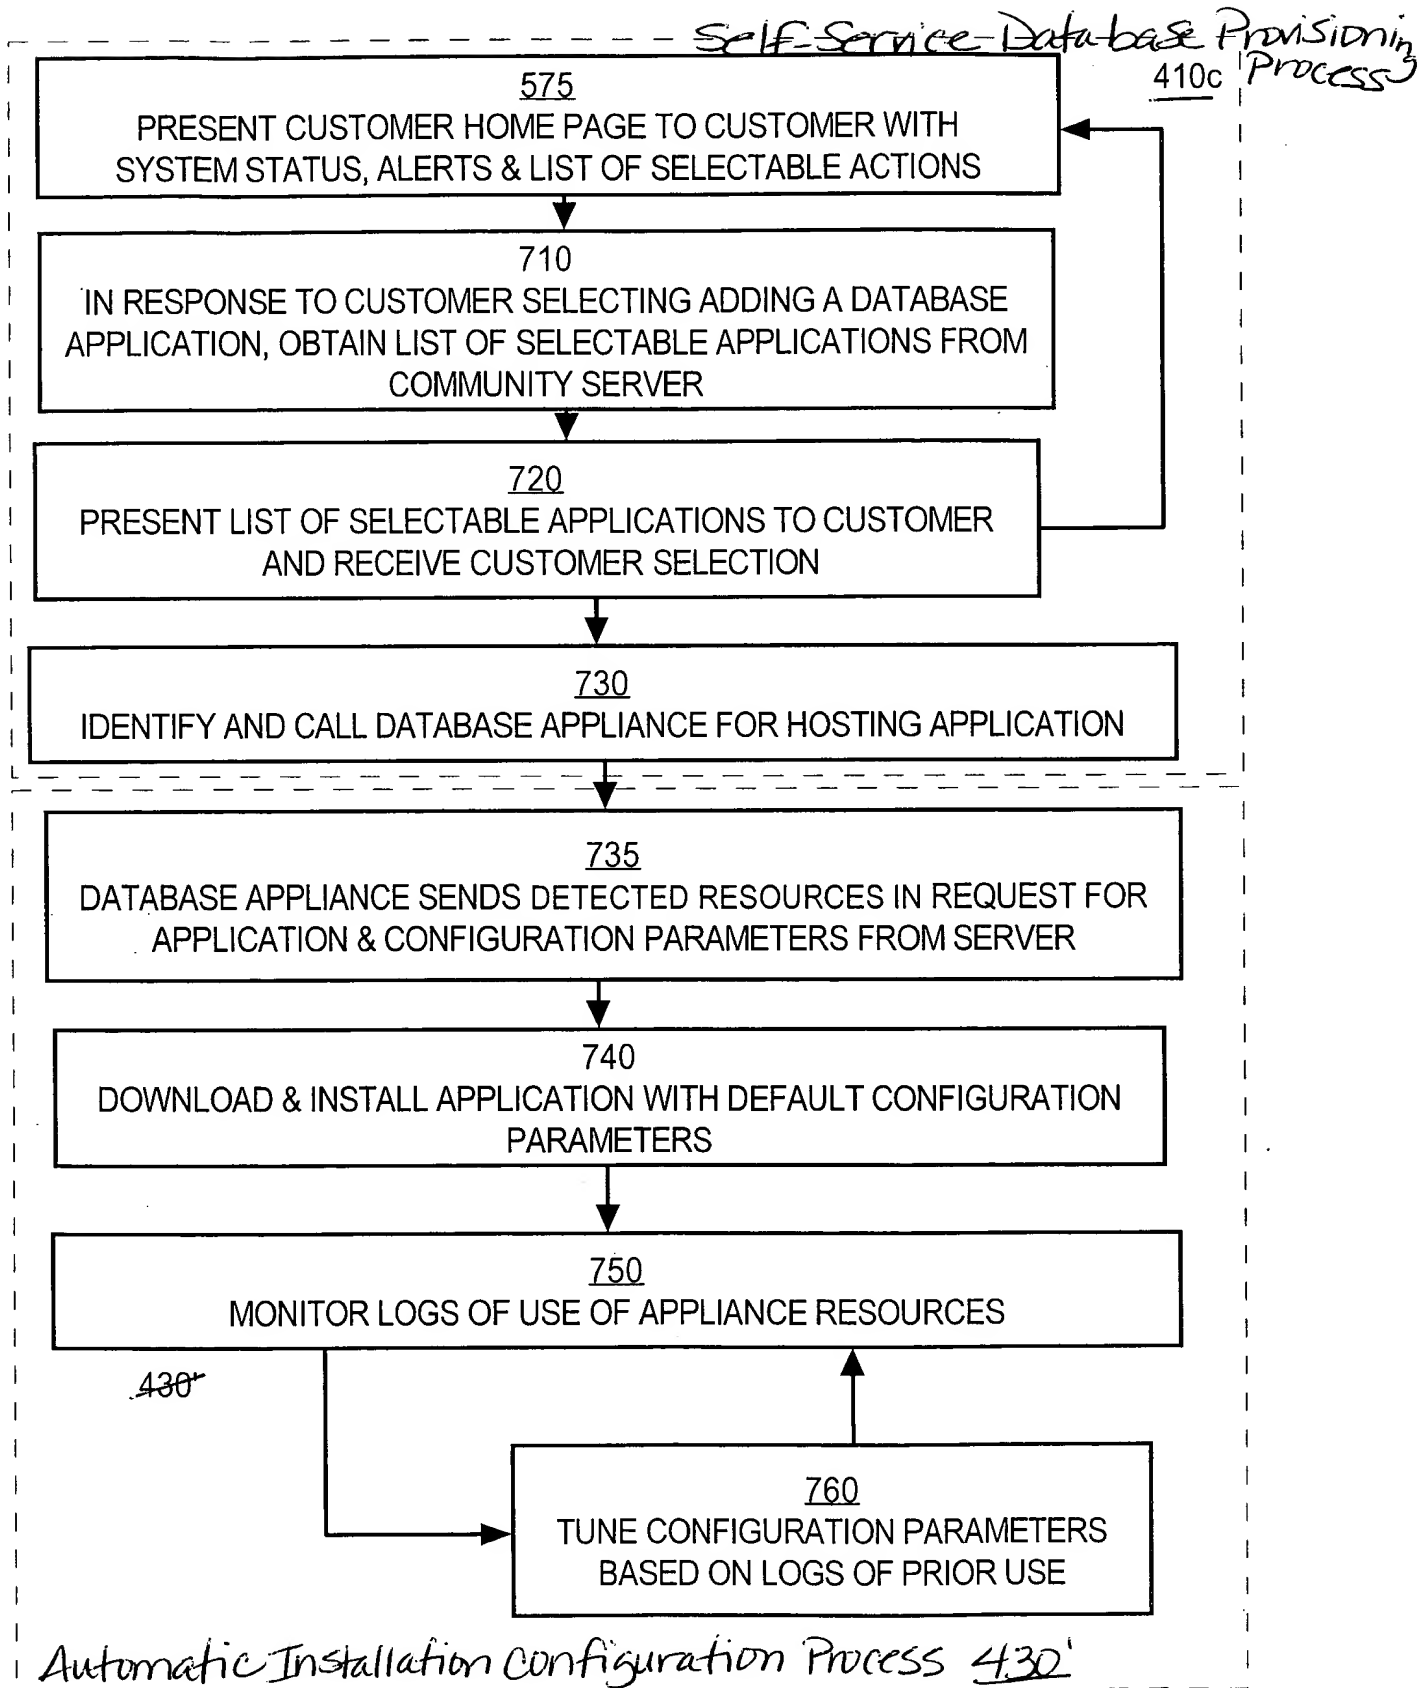 Self-Service Database Provisioning
Process
410c
575
PRESENT CUSTOMER HOME PAGE TO CUSTOMER WITH
SYSTEM STATUS, ALERTS & LIST OF SELECTABLE ACTIONS
710
IN RESPONSE TO CUSTOMER SELECTING ADDING A DATABASE
APPLICATION, OBTAIN LIST OF SELECTABLE APPLICATIONS FROM
COMMUNITY SERVER
720
PRESENT LIST OF SELECTABLE APPLICATIONS TO CUSTOMER
AND RECEIVE CUSTOMER SELECTION
730
IDENTIFY AND CALL DATABASE APPLIANCE FOR HOSTING APPLICATION
735
DATABASE APPLIANCE SENDS DETECTED RESOURCES IN REQUEST FOR
APPLICATION & CONFIGURATION PARAMETERS FROM SERVER
740
DOWNLOAD & INSTALL APPLICATION WITH DEFAULT CONFIGURATION
PARAMETERS
750
MONITOR LOGS OF USE OF APPLIANCE RESOURCES
430'
760
TUNE CONFIGURATION PARAMETERS
BASED ON LOGS OF PRIOR USE
Automatic Installation Configuration Process 430'